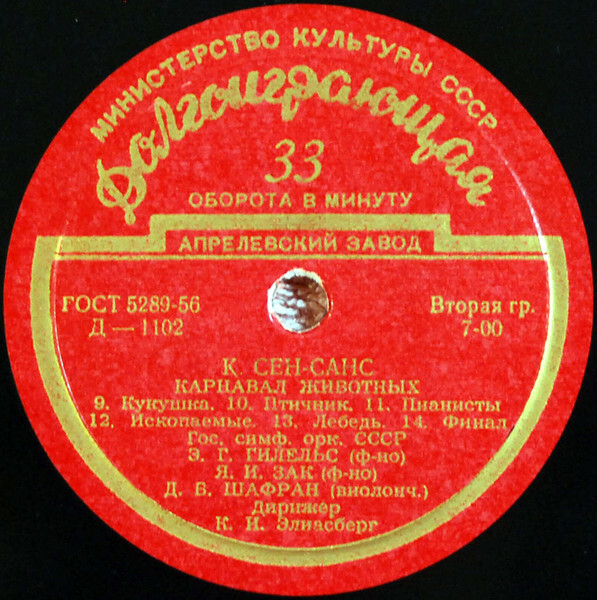 МИНИСТЕРСТВО КУЛЬТУРЫ СССР
Долгоиграющая
33
ОБОРОТА В МИНУТУ
АПРЕЛЕВСКИЙ ЗАВОД
ГОСТ 5289-56
Д — 1102
Вторая гр.
7-00
К. СЕН-САНС
КАРНАВАЛ ЖИВОТНЫХ
9. Кукушка. 10. Птичник. 11. Пианисты
12. Ископаемые. 13. Лебедь. 14. Финал
Гос. симф. орк. СССР
Э. Г. ГИЛЕЛЬС (ф-но)
Я. И. ЗАК (ф-но)
Д. Б. ШАФРАН (виолонч.)
Дирижер
К. И. Элиасберг